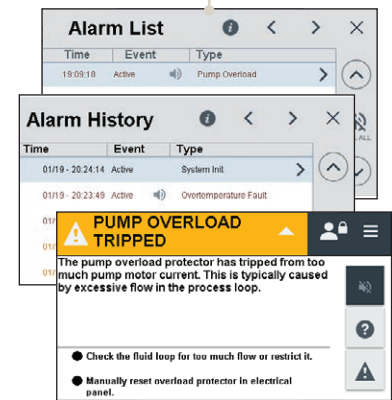 Alarm List
Time Event Type
19:09:18 Active Pump Overload
ALL
Alarm History
Time Event Type
01/19 - 20:24:14 Active System Init
01/19 - 20:23:49 Active Overtemperature Fault
01/
01/
01/
PUMP OVERLOAD
TRIPPED
The pump overload protector has tripped from too
much pump motor current. This is typically caused
by excessive flow in the process loop.
Check the fluid loop for too much flow or restrict it.
Manually reset overload protector in electrical
panel.